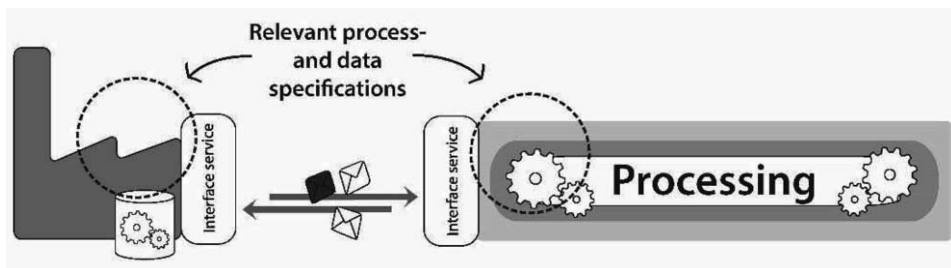 Relevant process-
and data
specifications
Interface service
Interface service
Processing